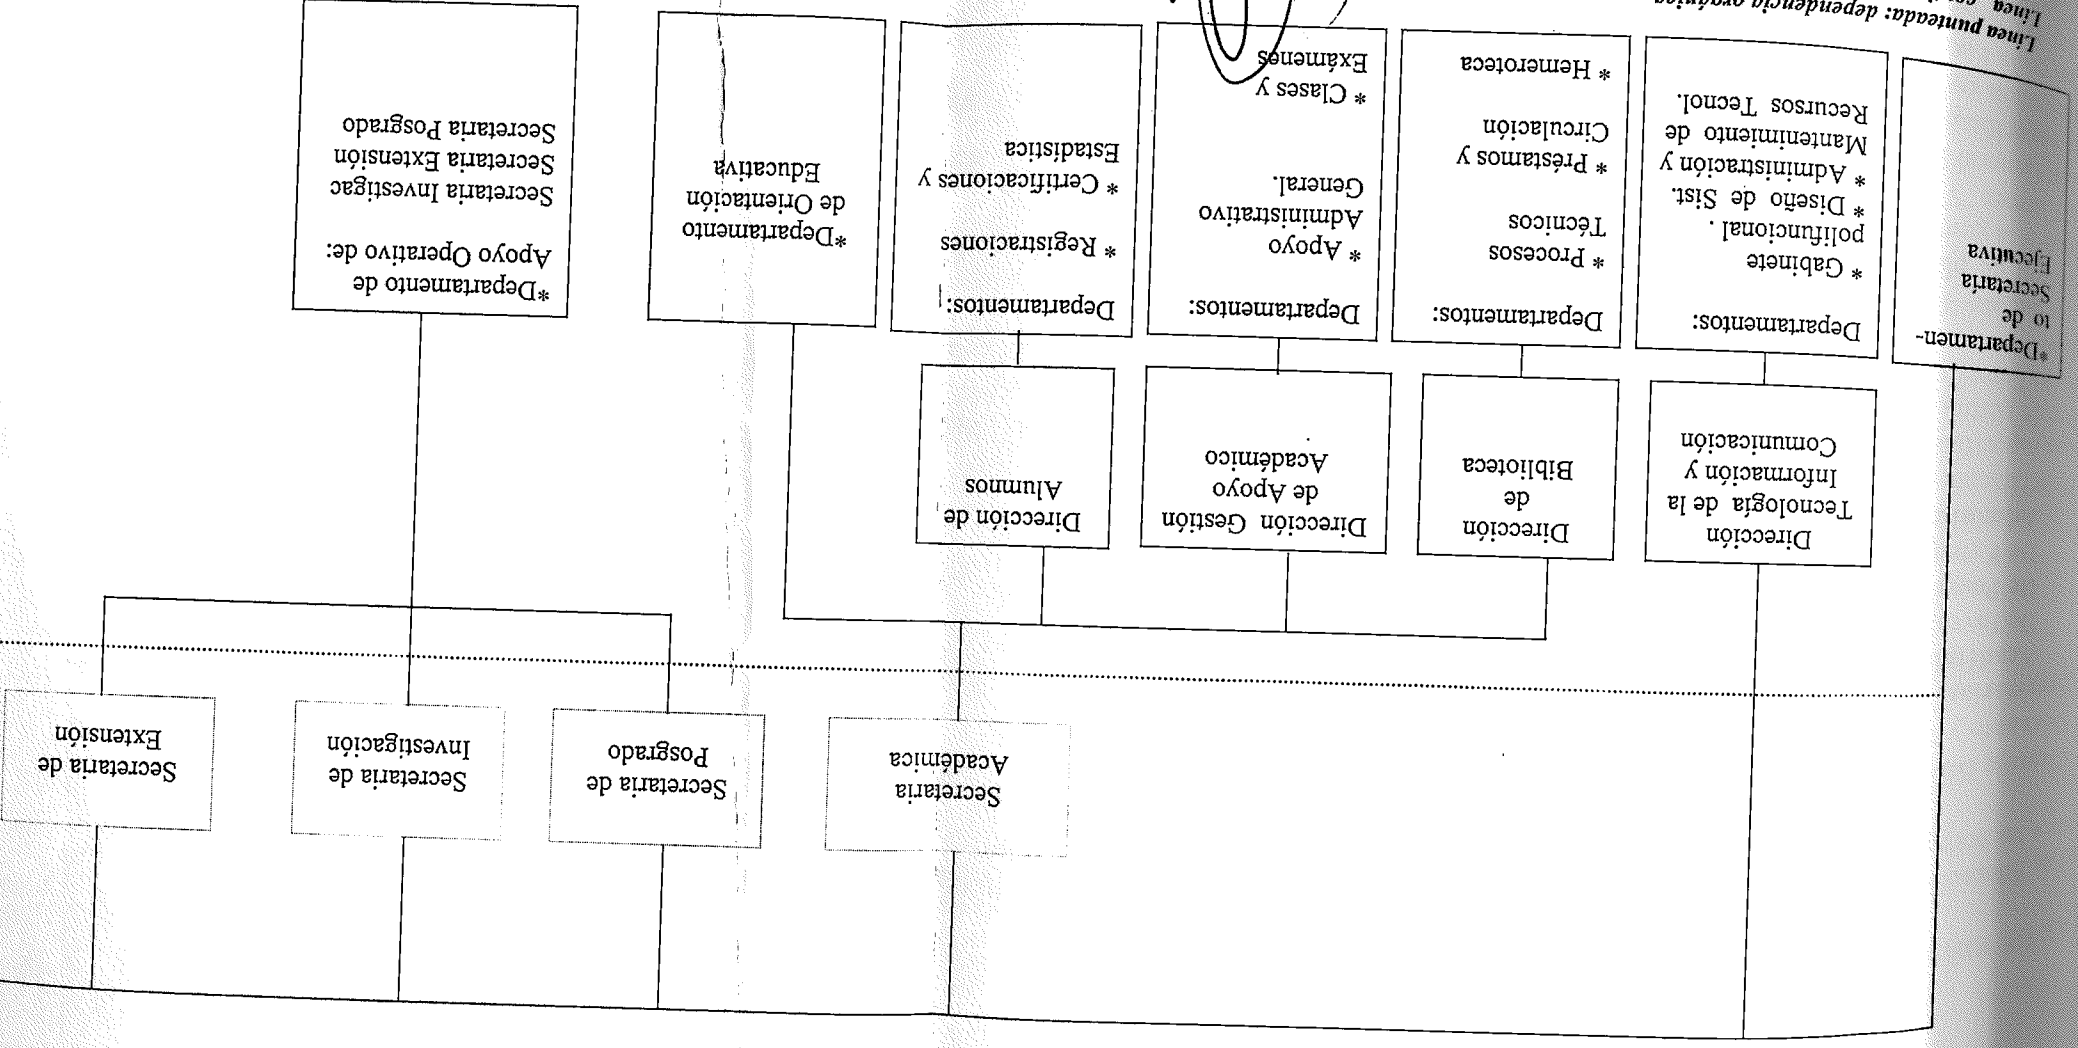 Secretaria
Académica
Secretaria de
Posgrado
Secretaria de
Investigación
Secretaria de
Extensión
Dirección
Tecnología de la
Información y
Comunicación
Dirección
de
Biblioteca
Dirección Gestión
de Apoyo
Académico
Dirección de
Alumnos
*Departamen-
to de
Secretaría
Ejecutiva
Departamentos:
* Gabinete
polifuncional .
* Diseño de Sist.
* Administración y
Mantenimiento de
Recursos Tecnol.
Departamentos:
* Procesos
Técnicos
* Préstamos y
Circulación
* Hemeroteca
Departamentos:
* Apoyo
Administrativo
General.
* Clases y
Exámenes
Departamentos:
* Registraciones
* Certificaciones y
Estadística
*Departamento
de Orientación
Educativa
*Departamento de
Apoyo Operativo de:
Secretaria Investigac
Secretaria Extensión
Secretaria Posgrado
Línea punteada: dependencia orgánica
Línea